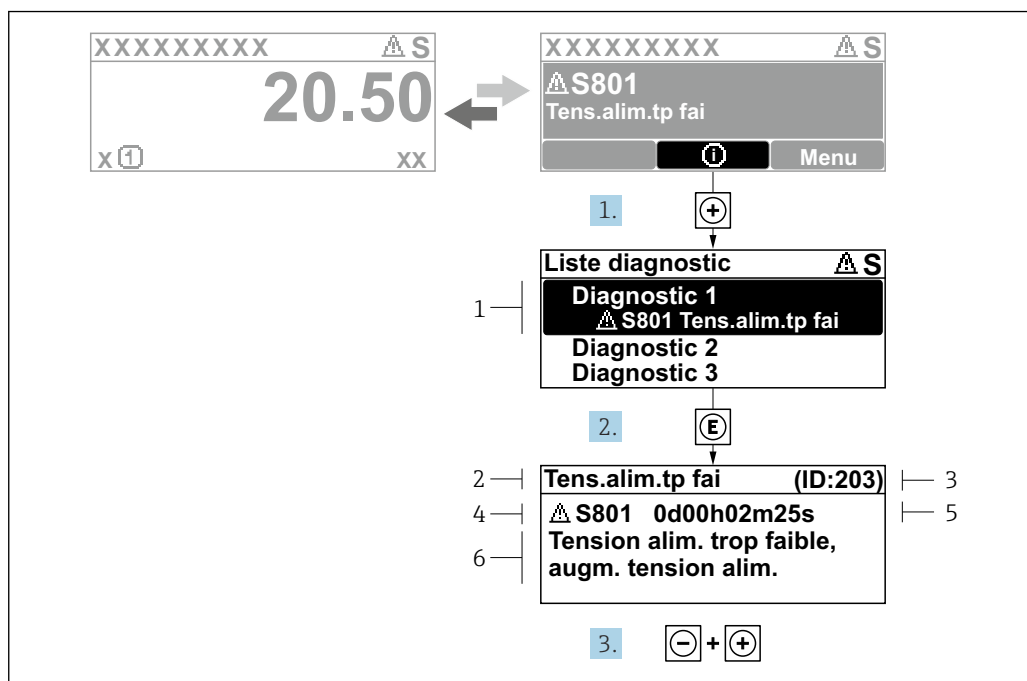 XXXXXXXXX ⚠ S
20.50
X ① XX
XXXXXXXXX ⚠ S
⚠S801
Tens.alim.tp fai
ⓘ Menu
1. +
Liste diagnostic ⚠ S
1
Diagnostic 1
⚠ S801 Tens.alim.tp fai
Diagnostic 2
Diagnostic 3
2. E
2 Tens.alim.tp fai (ID:203) 3
4 ⚠ S801 0d00h02m25s 5
6
Tension alim. trop faible,
augm. tension alim.
3. − + +